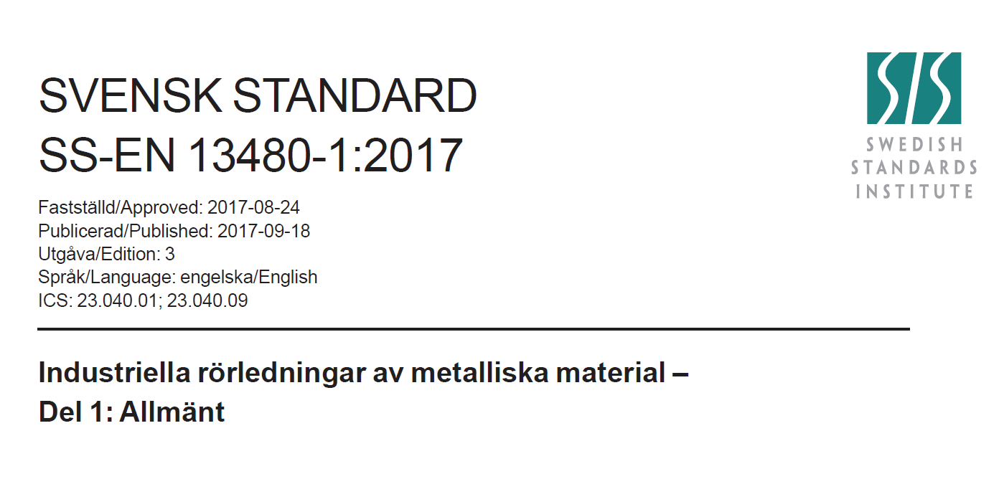 SVENSK STANDARD
SS-EN 13480-1:2017
Fastställd/Approved: 2017-08-24
Publicerad/Published: 2017-09-18
Utgåva/Edition: 3
Språk/Language: engelska/English
ICS: 23.040.01; 23.040.09
SIS
SWEDISH
STANDARDS
INSTITUTE
Industriella rörledningar av metalliska material –
Del 1: Allmänt